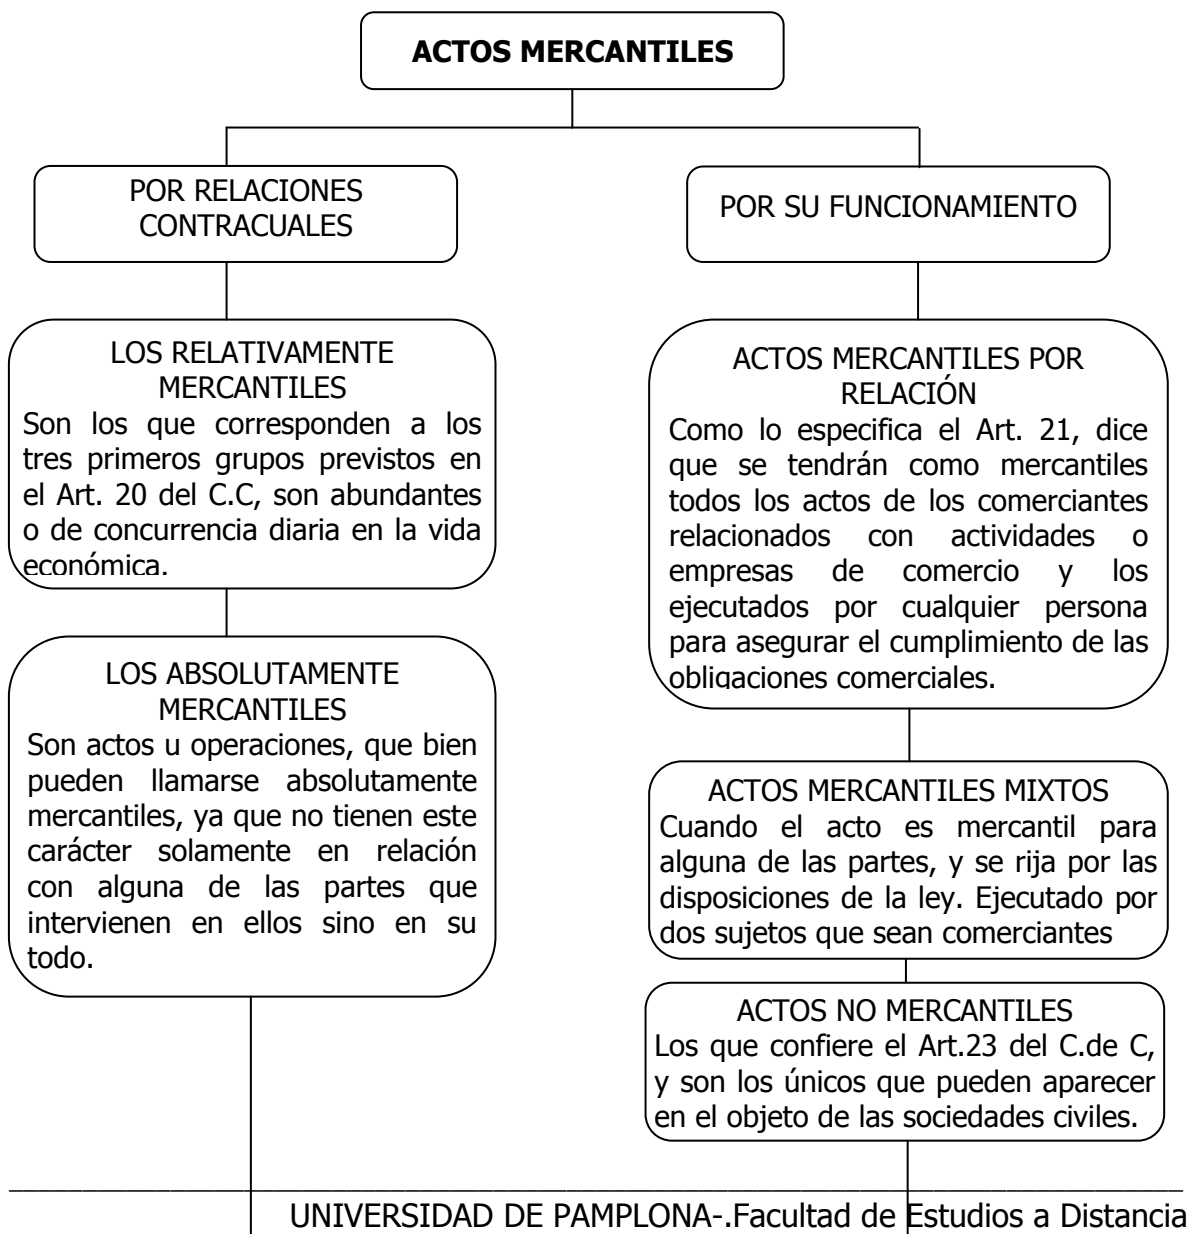 ACTOS MERCANTILES
POR RELACIONES
CONTRACUALES
LOS RELATIVAMENTE
MERCANTILES
Son los que corresponden a los
tres primeros grupos previstos en
el Art. 20 del C.C, son abundantes
o de concurrencia diaria en la vida
económica.
LOS ABSOLUTAMENTE
MERCANTILES
Son actos u operaciones, que bien
pueden llamarse absolutamente
mercantiles, ya que no tienen este
carácter solamente en relación
con alguna de las partes que
intervienen en ellos sino en su
todo.
POR SU FUNCIONAMIENTO
ACTOS MERCANTILES POR
RELACIÓN
Como lo especifica el Art. 21, dice
que se tendrán como mercantiles
todos los actos de los comerciantes
relacionados con actividades o
empresas de comercio y los
ejecutados por cualquier persona
para asegurar el cumplimiento de las
obligaciones comerciales.
ACTOS MERCANTILES MIXTOS
Cuando el acto es mercantil para
alguna de las partes, y se rija por las
disposiciones de la ley. Ejecutado por
dos sujetos que sean comerciantes
ACTOS NO MERCANTILES
Los que confiere el Art.23 del C.de C,
y son los únicos que pueden aparecer
en el objeto de las sociedades civiles.
UNIVERSIDAD DE PAMPLONA-.Facultad de Estudios a Distancia